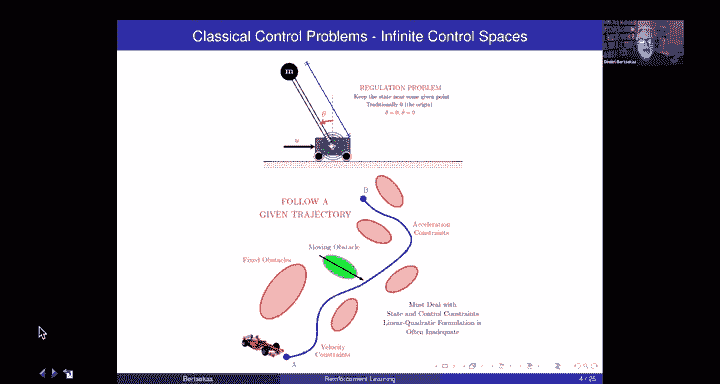 Classical Control Problems - Infinite Control Spaces
m
REGULATION PROBLEM
Keep the state near some given point
Traditionally 0 (the origin)
θ = 0, θ̇ = 0
θ
u
FOLLOW A
GIVEN TRAJECTORY
B
Acceleration
Constraints
Moving Obstacle
Fixed Obstacles
Must Deal with
State and Control Constraints
Linear-Quadratic Formulation is
Often Inadequate
Velocity
Constraints
A
Bertsekas
Reinforcement Learning
4 / 25